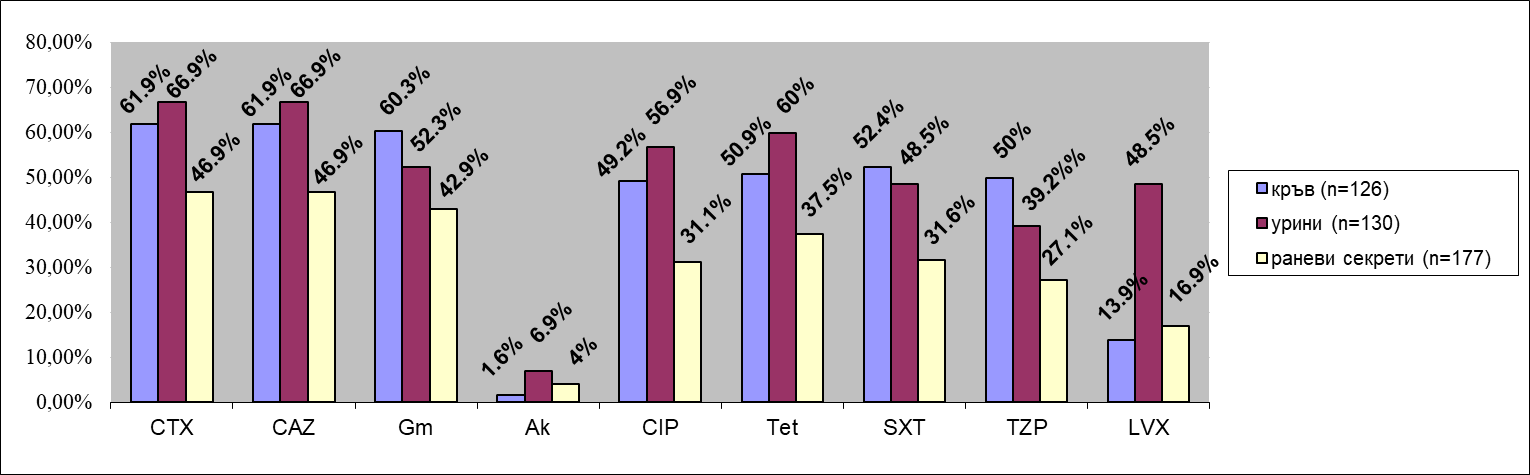 80,00%
70,00%
60,00%
50,00%
40,00%
30,00%
20,00%
10,00%
0,00%
61.9% 66.9% 46.9%
61.9% 66.9% 46.9%
60.3% 52.3% 42.9%
1.6% 6.9% 4%
49.2% 56.9% 31.1%
50.9% 60% 37.5%
52.4% 48.5% 31.6%
50% 39.2%% 27.1%
13.9% 48.5% 16.9%
CTX CAZ Gm Ak CIP Tet SXT TZP LVX
кръв (n=126)
урини (n=130)
раневи секрети (n=177)